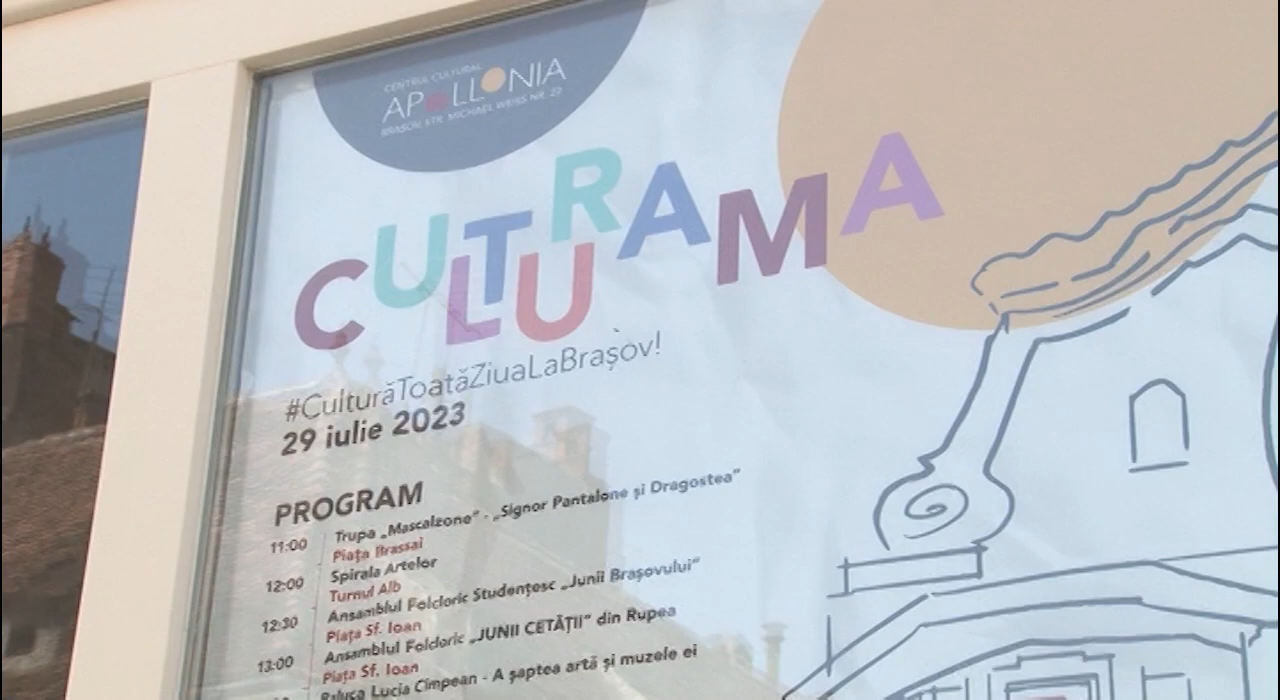 CENTRUL CULTURAL
APOLLONIA
BRAȘOV, STR. MICHAEL WEISS NR. 22
CULTURAMA
#CulturăToatăZiuaLaBrașov!
29 iulie 2023
PROGRAM
11:00 Trupa „Mascalzone” - „Signor Pantalone și Dragostea”
Piața Brassai
12:00 Spirala Artelor
Turnul Alb
12:30 Ansamblul Folcloric Studențesc „Junii Brașovului”
Piața Sf. Ioan
13:00 Ansamblul Folcloric „JUNII CETĂȚII” din Rupea
Piața Sf. Ioan
Raluca Lucia Cîmpean - A șaptea artă și muzele ei